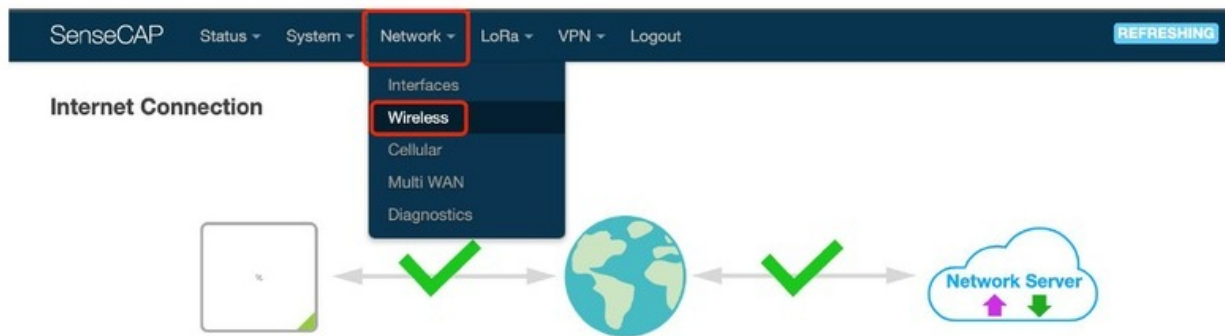 SenseCAP Status System Network LoRa VPN Logout REFRESHING
Interfaces
Internet Connection
Wireless
Cellular
Multi WAN
Diagnostics
Network Server